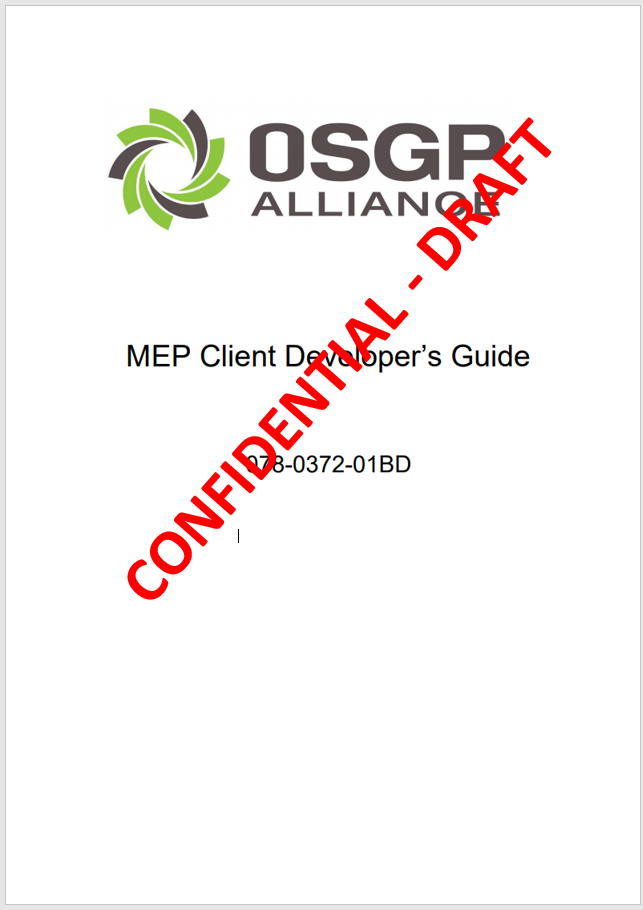 OSGP
ALLIANCE
MEP Client Developer’s Guide
078-0372-01BD
CONFIDENTIAL - DRAFT